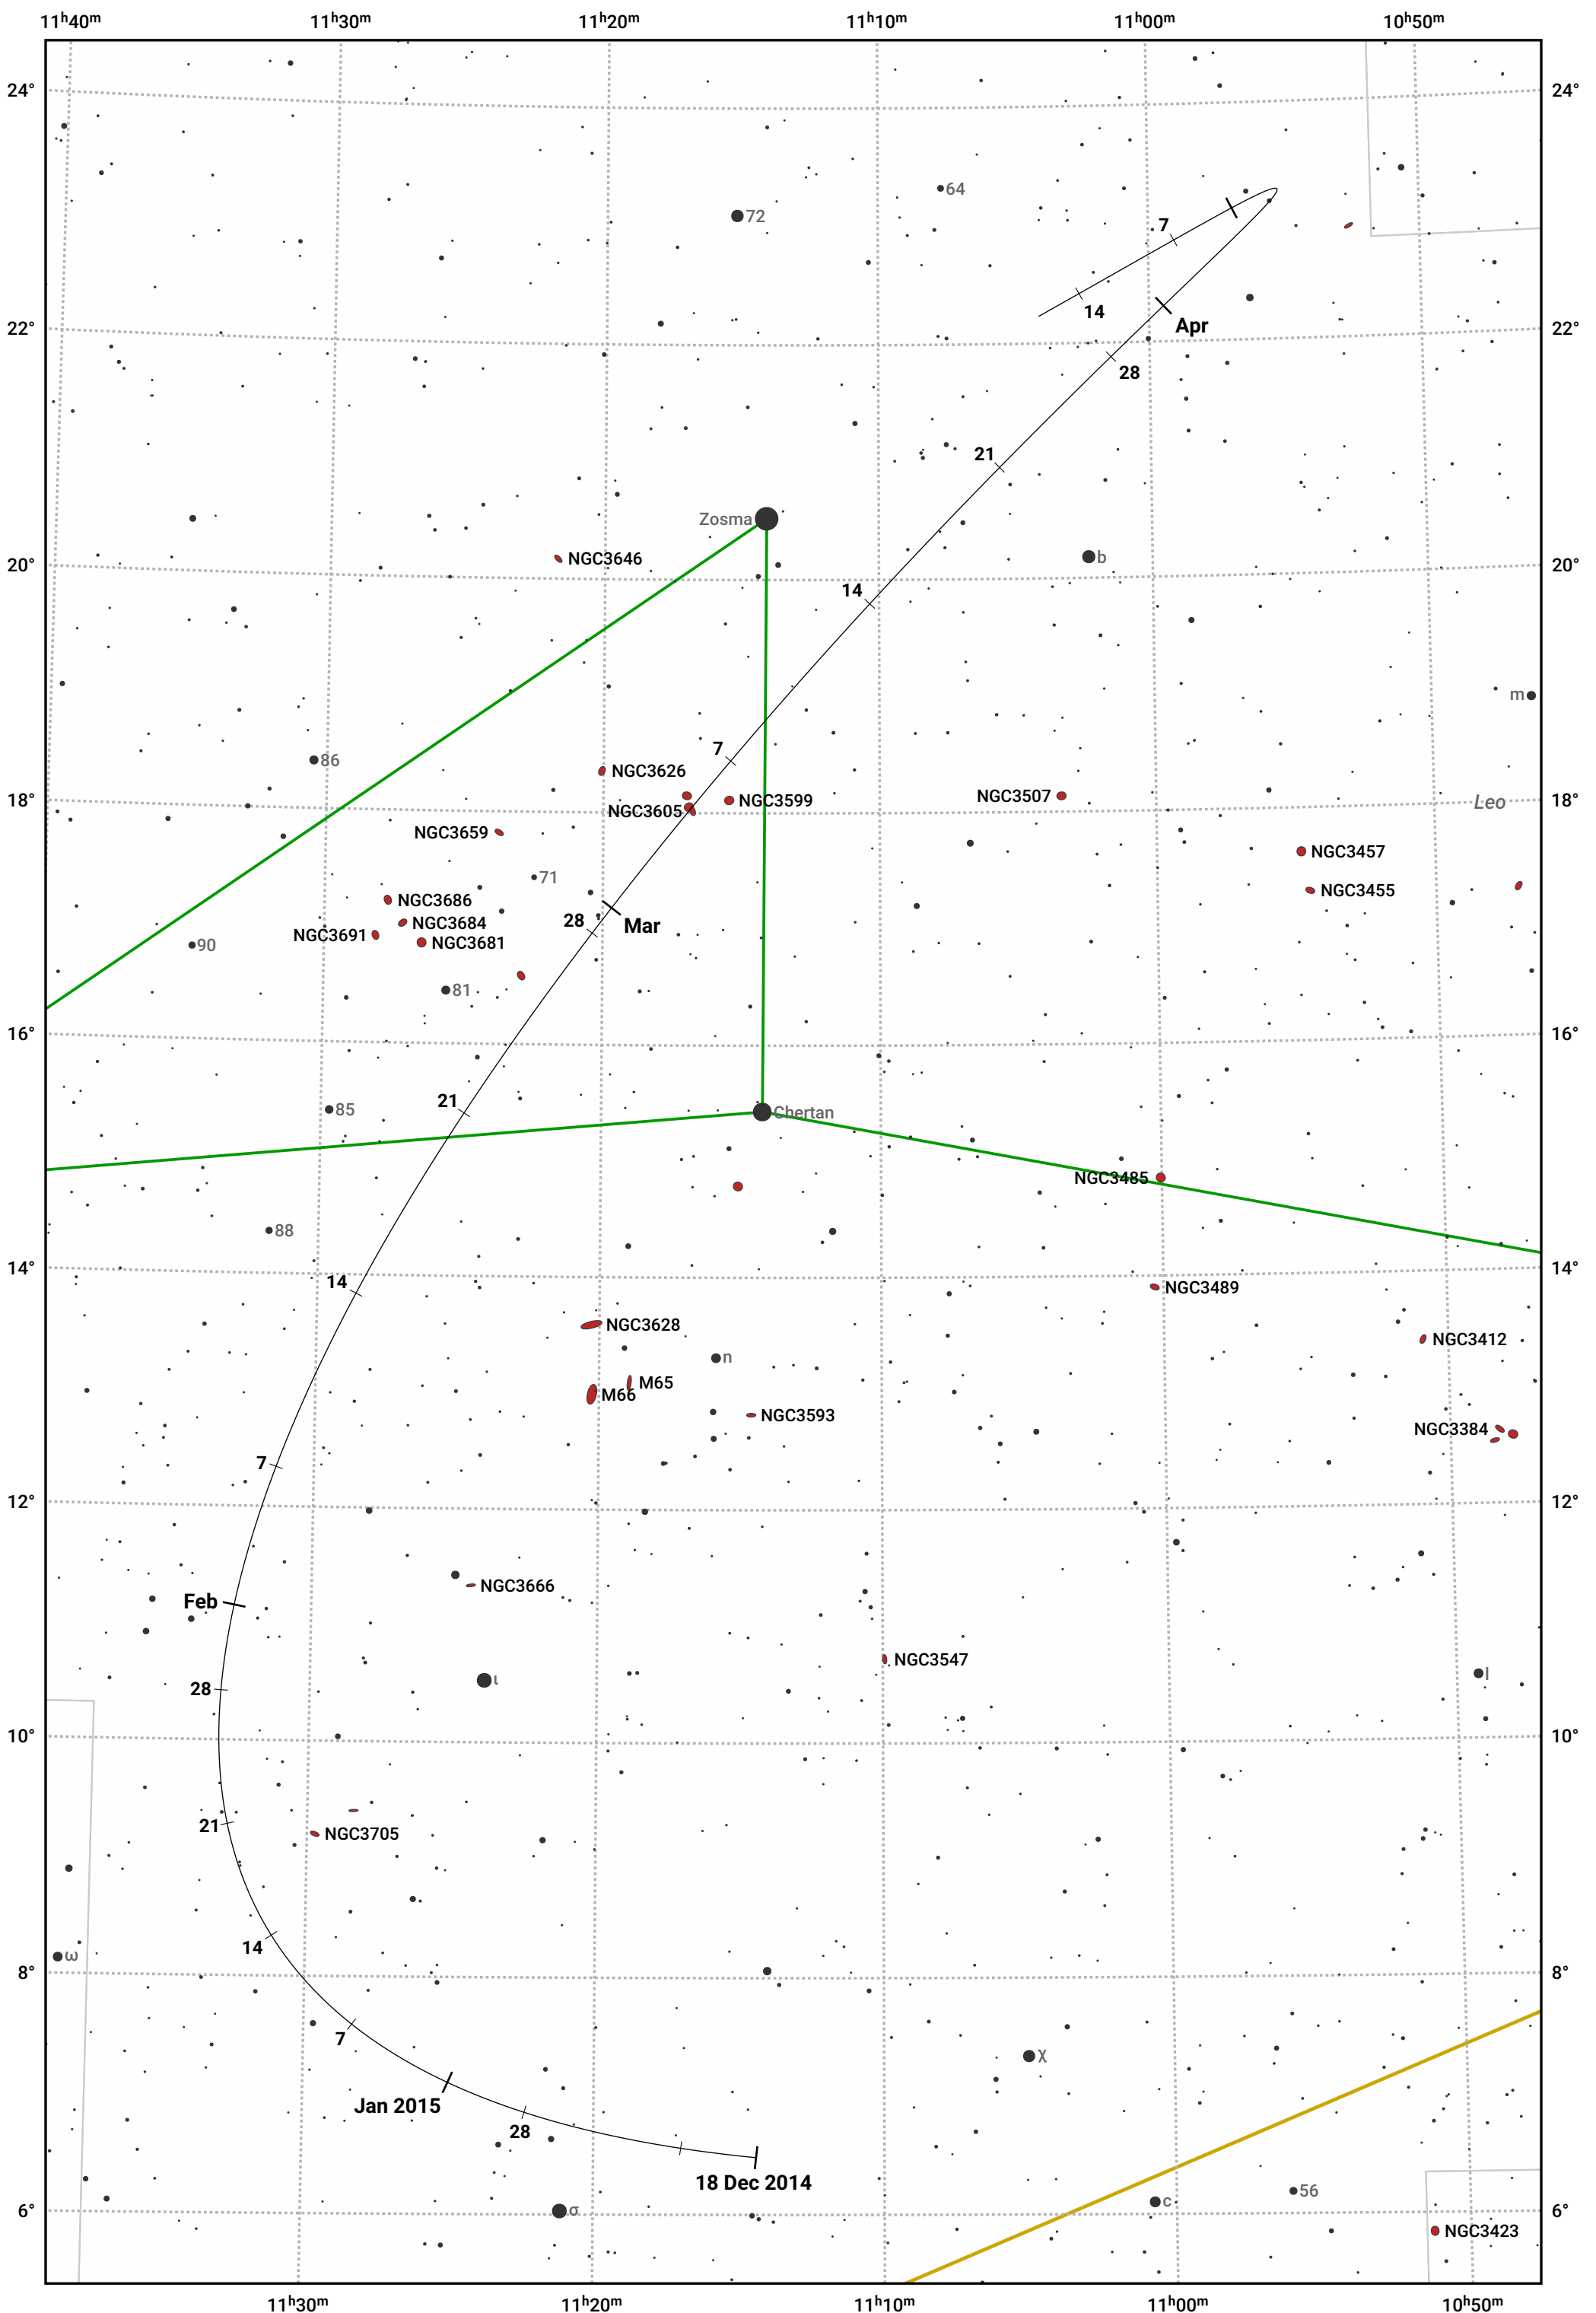 11h40m 11h30m 11h20m 11h10m 11h00m 10h50m
24° 24°
64
72
7
14
Apr
22° 22°
28
21
Zosma
b
NGC3646
20° 20°
14
m
7
86
NGC3626
NGC3507
NGC3599
18° Leo 18°
NGC3605
NGC3659
NGC3457
71
NGC3455
NGC3686
28
NGC3684 Mar
NGC3691
NGC3681
90
81
16° 16°
21
85 Chertan
NGC3485
88
14° 14°
14 NGC3489
NGC3628
NGC3412
n
M65
M66
NGC3593
NGC3384
7
12° 12°
NGC3666
Feb
NGC3547
l
ι
28
10° 10°
21
NGC3705
14
ω
8° 8°
7
χ
Jan 2015
28
18 Dec 2014
56
c
6° σ 6°
NGC3423
11h30m 11h20m 11h10m 11h00m 10h50m